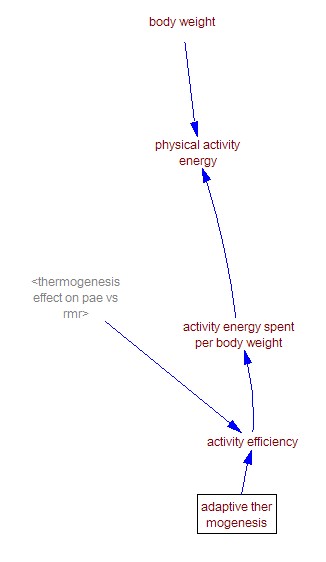 body weight
physical activity
energy
<thermogenesis
effect on pae vs
rmr>
activity energy spent
per body weight
activity efficiency
adaptive ther
mogenesis